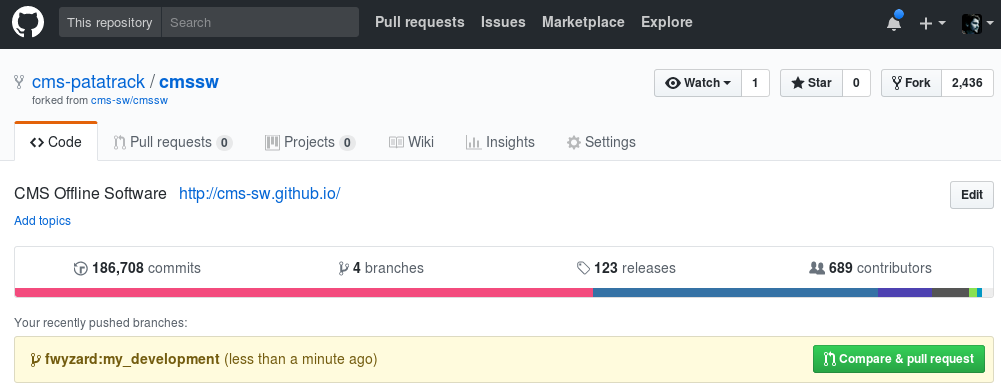 This repository Search Pull requests Issues Marketplace Explore
cms-patatrack / cmssw Watch 1 Star 0 Fork 2,436
forked from cms-sw/cmssw
Code Pull requests 0 Projects 0 Wiki Insights Settings
CMS Offline Software http://cms-sw.github.io/ Edit
Add topics
186,708 commits 4 branches 123 releases 689 contributors
Your recently pushed branches:
fwyzard:my_development (less than a minute ago) Compare & pull request